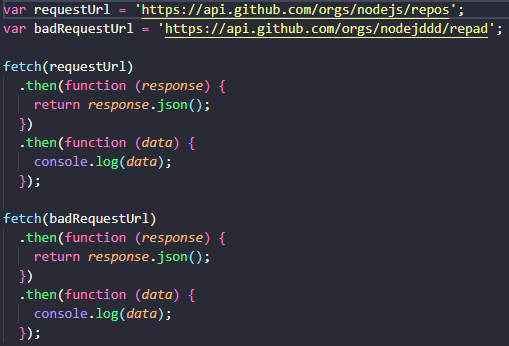 var requestUrl = 'https://api.github.com/orgs/nodejs/repos';
var badRequestUrl = 'https://api.github.com/orgs/nodejddd/repad';

fetch(requestUrl)
  .then(function (response) {
    return response.json();
  })
  .then(function (data) {
    console.log(data);
  });

fetch(badRequestUrl)
  .then(function (response) {
    return response.json();
  })
  .then(function (data) {
    console.log(data);
  });